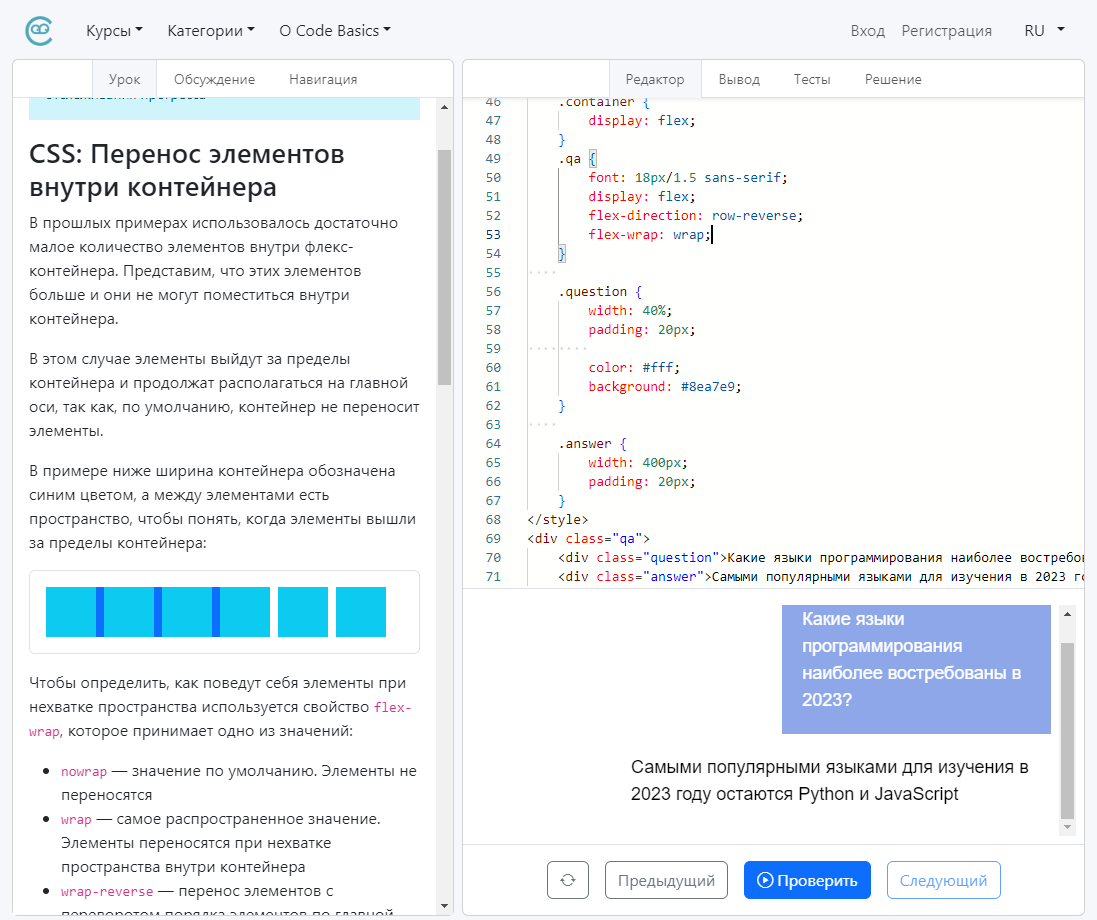 Курсы Категории О Code Basics Вход Регистрация RU
Урок Обсуждение Навигация
CSS: Перенос элементов
внутри контейнера
В прошлых примерах использовалось достаточно
малое количество элементов внутри флекс-
контейнера. Представим, что этих элементов
больше и они не могут поместиться внутри
контейнера.
В этом случае элементы выйдут за пределы
контейнера и продолжат располагаться на главной
оси, так как, по умолчанию, контейнер не переносит
элементы.
В примере ниже ширина контейнера обозначена
синим цветом, а между элементами есть
пространство, чтобы понять, когда элементы вышли
за пределы контейнера:
Чтобы определить, как поведут себя элементы при
нехватке пространства используется свойство flex-
wrap, которое принимает одно из значений:
nowrap — значение по умолчанию. Элементы не
переносятся
wrap — самое распространенное значение.
Элементы переносятся при нехватке
пространства внутри контейнера
wrap-reverse — перенос элементов с
переворотом порядка элементов по главной
Редактор Вывод Тесты Решение
46 .container {
47 display: flex;
48 }
49 .qa {
50 font: 18px/1.5 sans-serif;
51 display: flex;
52 flex-direction: row-reverse;
53 flex-wrap: wrap;
54 }
55
56 .question {
57 width: 40%;
58 padding: 20px;
59
60 color: #fff;
61 background: #8ea7e9;
62 }
63
64 .answer {
65 width: 400px;
66 padding: 20px;
67 }
68 </style>
69 <div class="qa">
70 <div class="question">Какие языки программирования наиболее востребов
71 <div class="answer">Самыми популярными языками для изучения в 2023 го
Какие языки
программирования
наиболее востребованы в
2023?
Самыми популярными языками для изучения в
2023 году остаются Python и JavaScript
Предыдущий Проверить Следующий